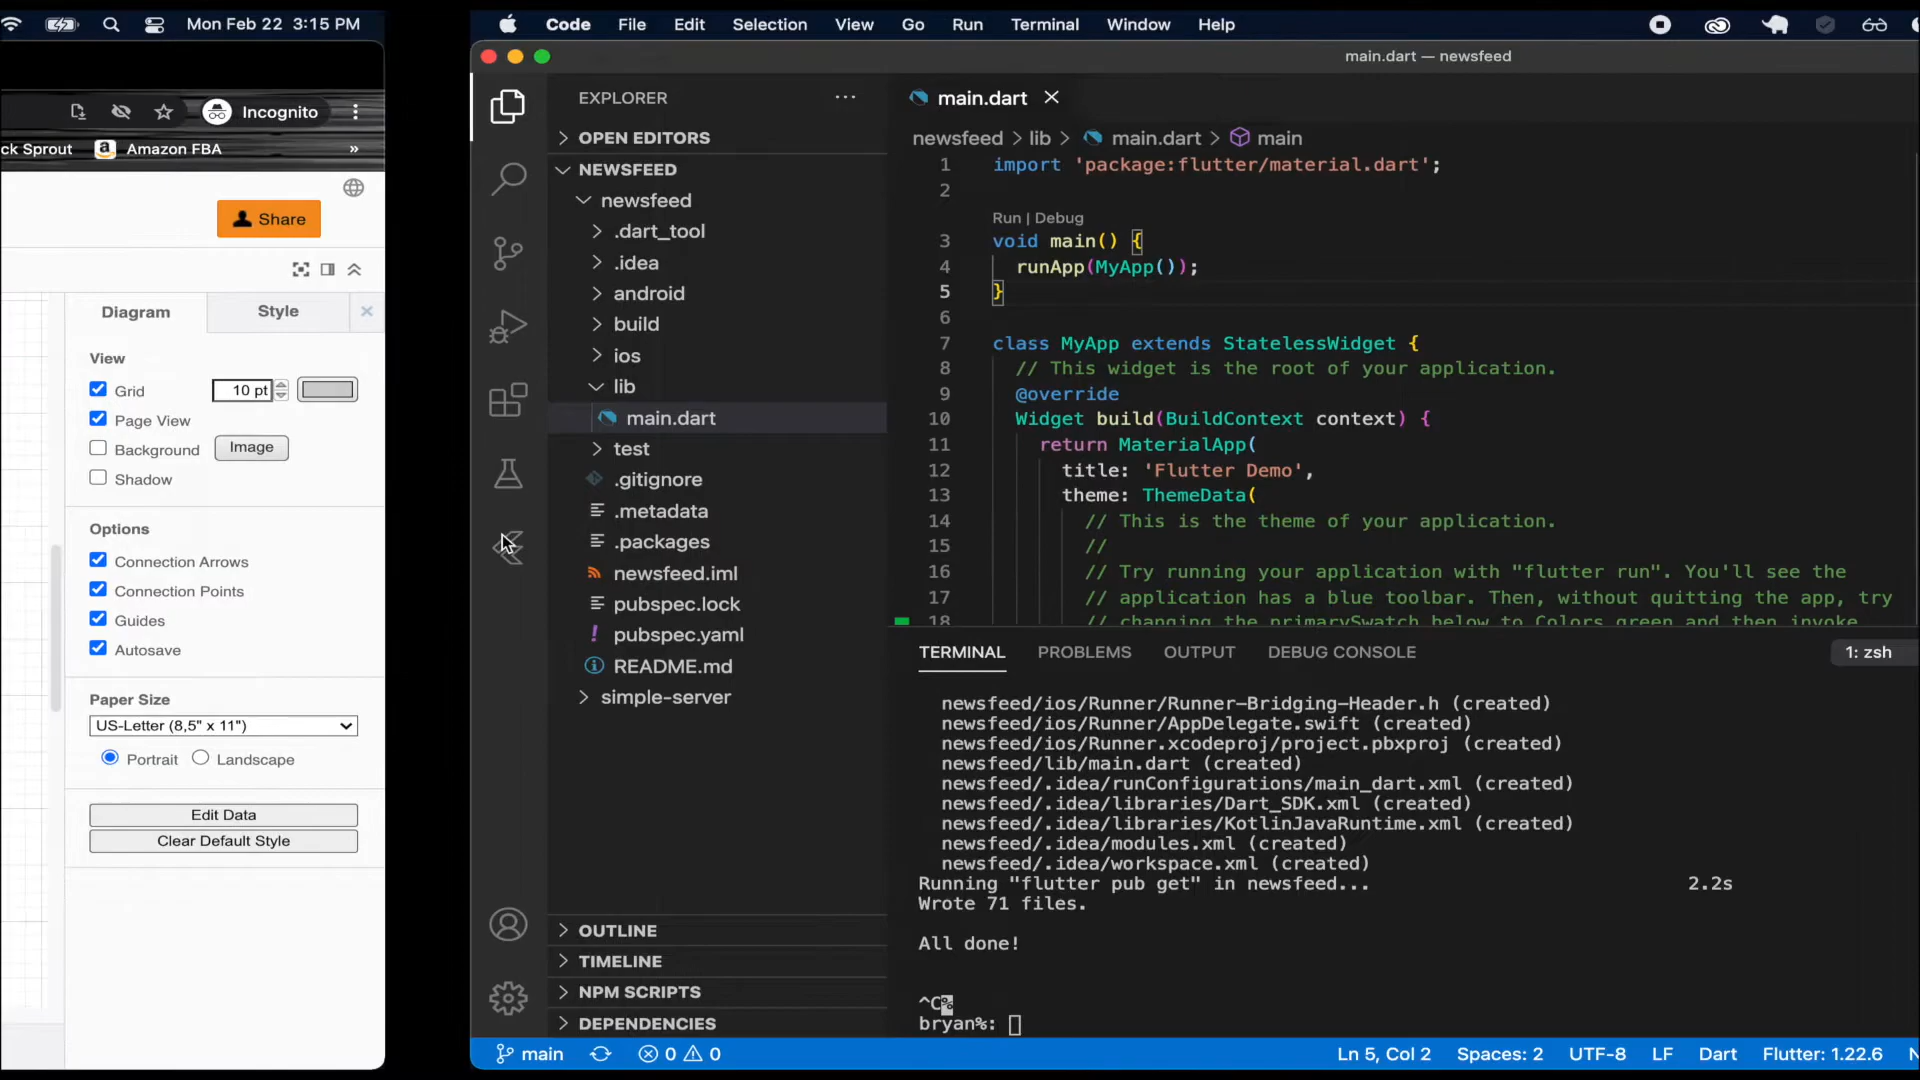 Mon Feb 22 3:15 PM
Incognito
ck Sprout
Amazon FBA
»
Share
Diagram
Style
View
Grid
10 pt
Page View
Background
Image
Shadow
Options
Connection Arrows
Connection Points
Guides
Autosave
Paper Size
US-Letter (8,5" x 11")
Portrait
Landscape
Edit Data
Clear Default Style
Code File Edit Selection View Go Run Terminal Window Help
main.dart — newsfeed
EXPLORER
OPEN EDITORS
NEWSFEED
newsfeed
.dart_tool
.idea
android
build
ios
lib
main.dart
test
.gitignore
.metadata
.packages
newsfeed.iml
pubspec.lock
pubspec.yaml
README.md
simple-server
OUTLINE
TIMELINE
NPM SCRIPTS
DEPENDENCIES
main.dart
newsfeed > lib > main.dart > main
1 import 'package:flutter/material.dart';
2
Run | Debug
3 void main() {
4 runApp(MyApp());
5 }
6
7 class MyApp extends StatelessWidget {
8 // This widget is the root of your application.
9 @override
10 Widget build(BuildContext context) {
11 return MaterialApp(
12 title: 'Flutter Demo',
13 theme: ThemeData(
14 // This is the theme of your application.
15 //
16 // Try running your application with "flutter run". You'll see the
17 // application has a blue toolbar. Then, without quitting the app, try
18 // changing the primarySwatch below to Colors.green and then invoke
TERMINAL PROBLEMS OUTPUT DEBUG CONSOLE
1: zsh
newsfeed/ios/Runner/Runner-Bridging-Header.h (created)
newsfeed/ios/Runner/AppDelegate.swift (created)
newsfeed/ios/Runner.xcodeproj/project.pbxproj (created)
newsfeed/lib/main.dart (created)
newsfeed/.idea/runConfigurations/main_dart.xml (created)
newsfeed/.idea/libraries/Dart_SDK.xml (created)
newsfeed/.idea/libraries/KotlinJavaRuntime.xml (created)
newsfeed/.idea/modules.xml (created)
newsfeed/.idea/workspace.xml (created)
Running "flutter pub get" in newsfeed... 2.2s
Wrote 71 files.
All done!
^C%
bryan%:
main 0 0 Ln 5, Col 2 Spaces: 2 UTF-8 LF Dart Flutter: 1.22.6